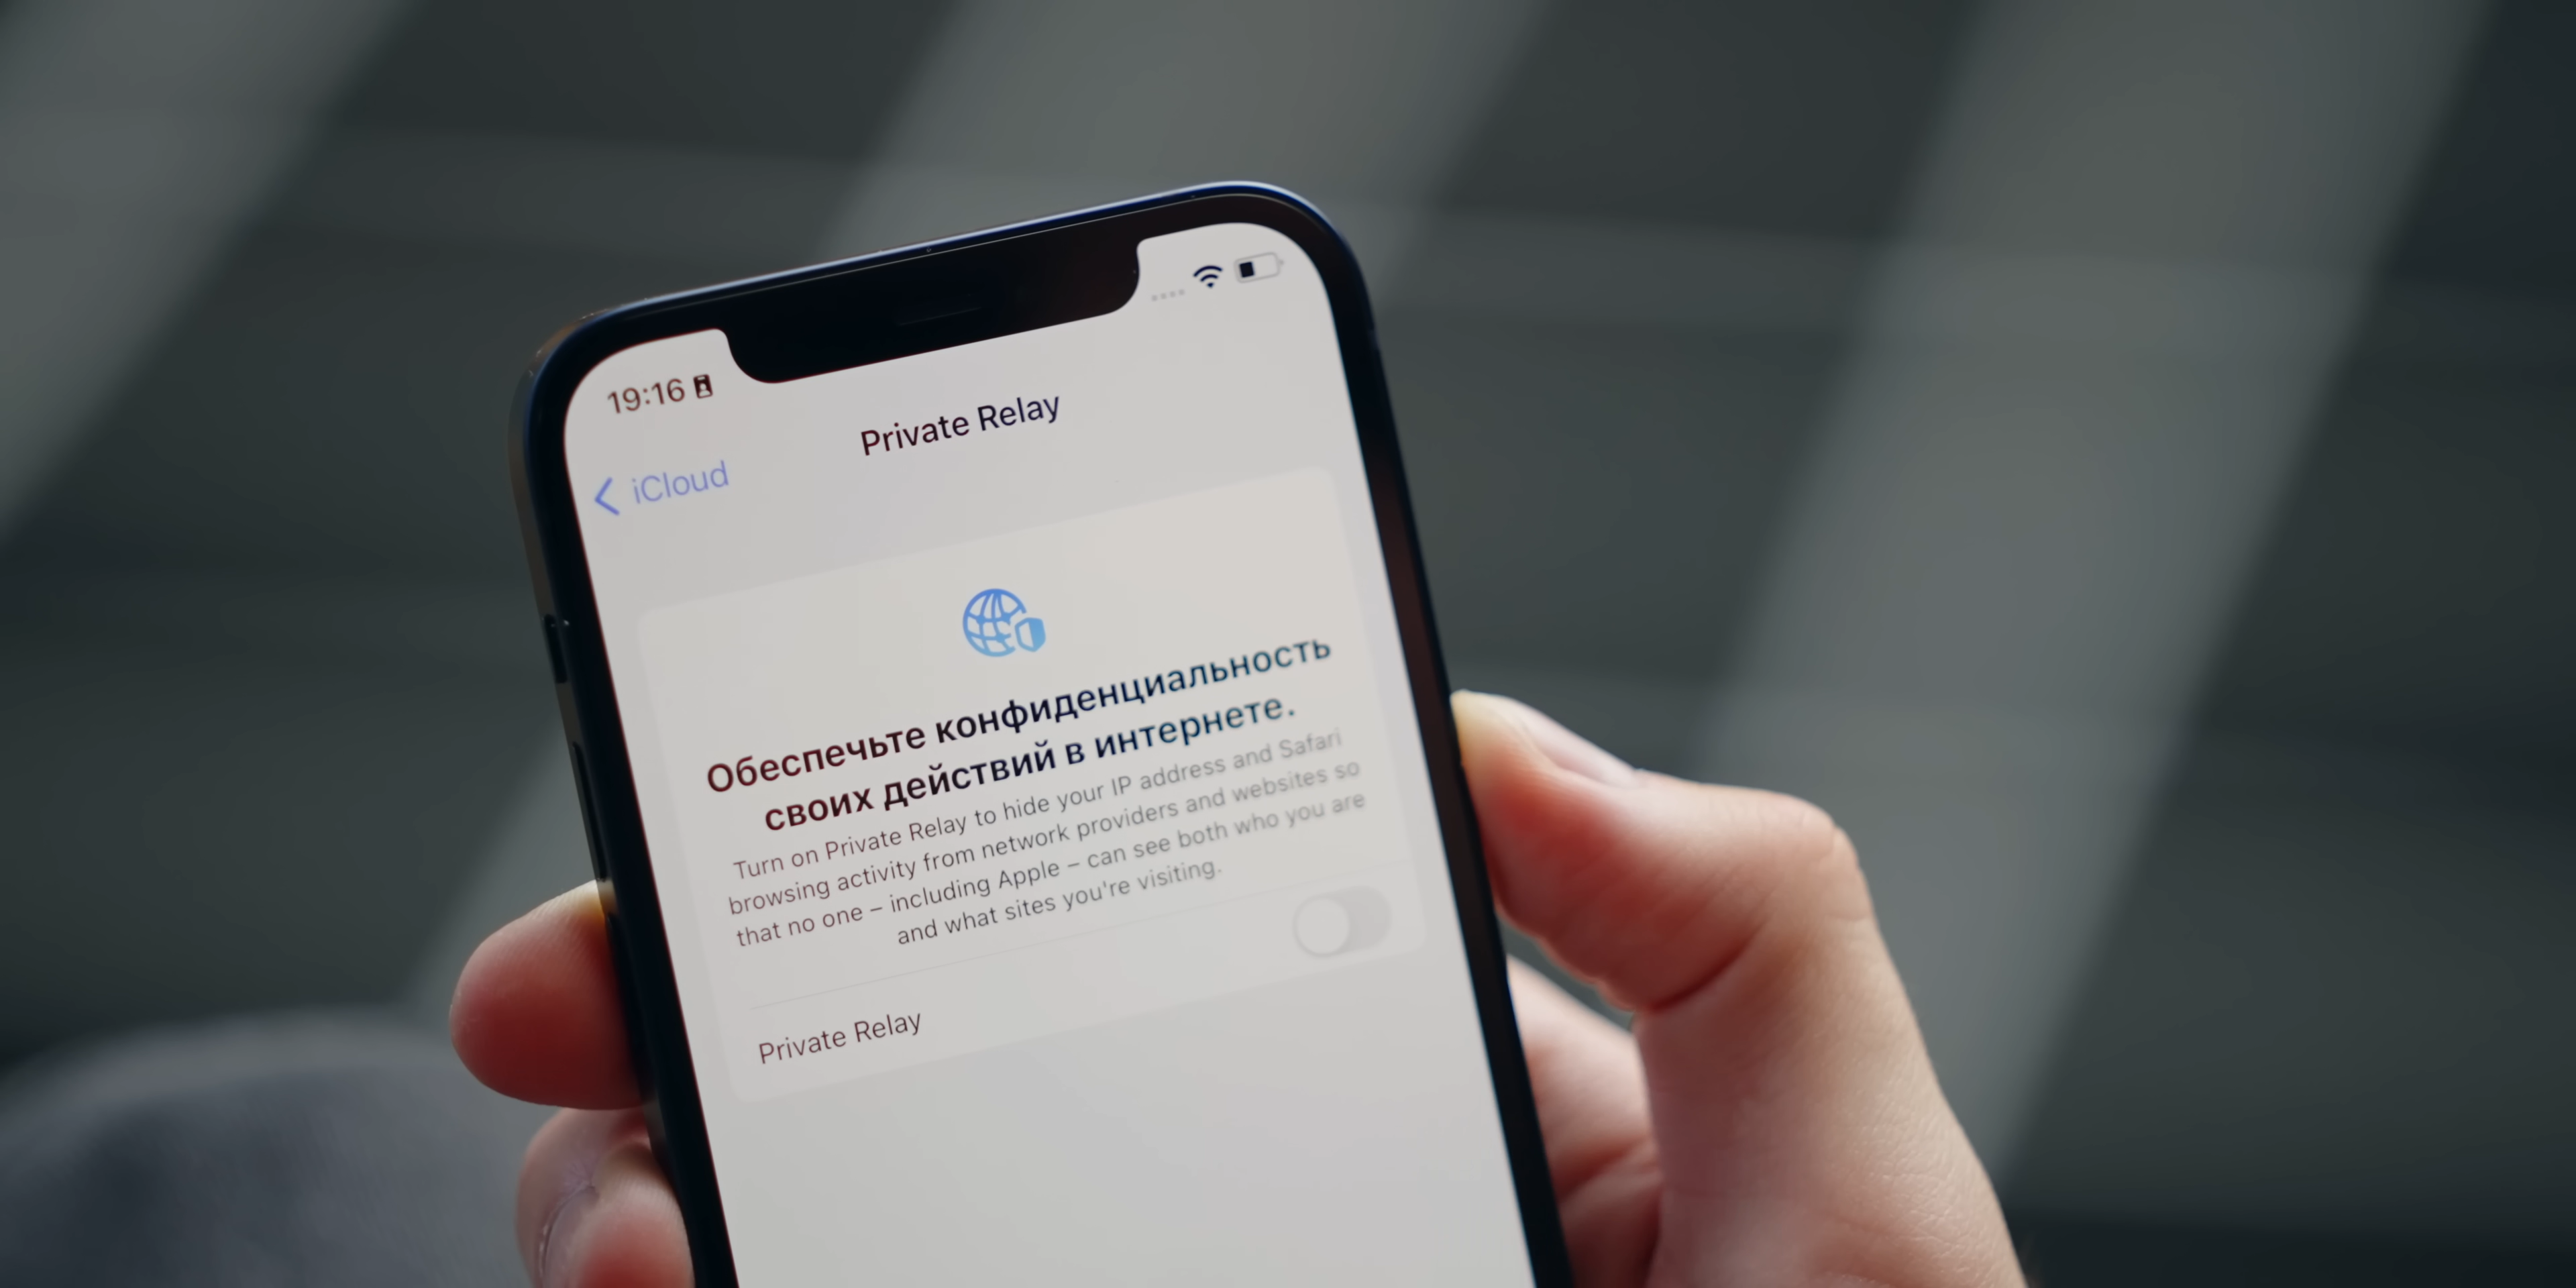 19:16
Private Relay
iCloud
Обеспечьте конфиденциальность
своих действий в интернете.
Turn on Private Relay to hide your IP address and Safari
browsing activity from network providers and websites so
that no one – including Apple – can see both who you are
and what sites you're visiting.
Private Relay